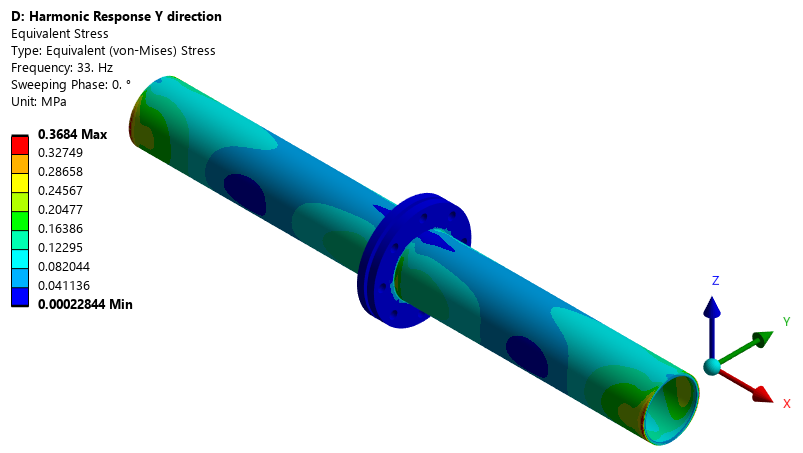 D: Harmonic Response Y direction
Equivalent Stress
Type: Equivalent (von-Mises) Stress
Frequency: 33. Hz
Sweeping Phase: 0. °
Unit: MPa
0.3684 Max
0.32749
0.28658
0.24567
0.20477
0.16386
0.12295
0.082044
0.041136
0.00022844 Min
Z
Y
X